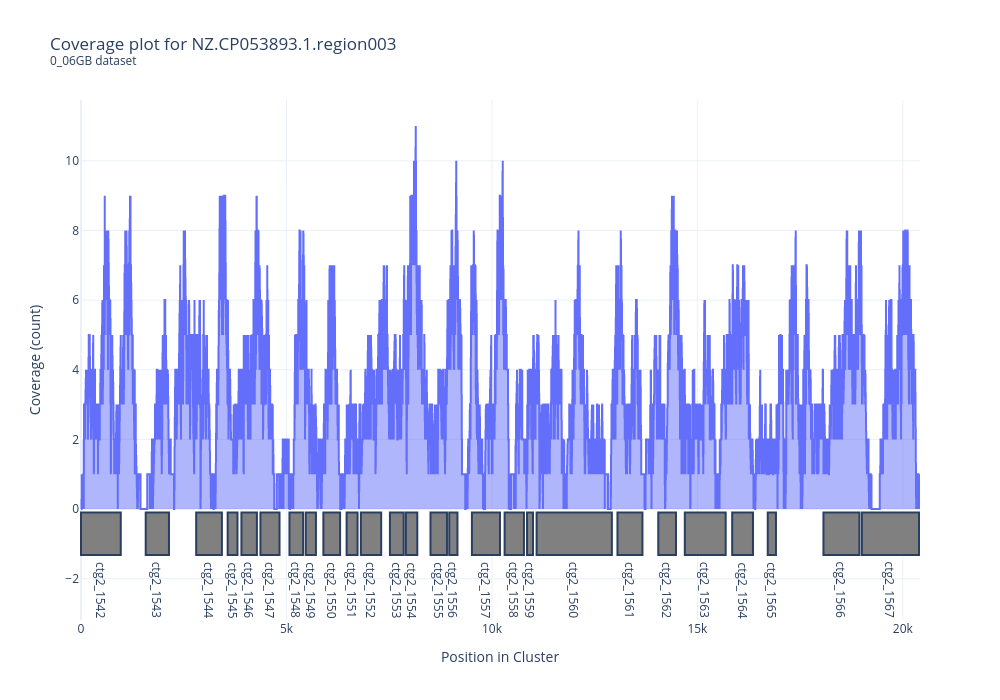 Coverage plot for NZ.CP053893.1.region003
0_06GB dataset
Coverage (count)
10
8
6
4
2
0
−2
ctg2_1542
ctg2_1543
ctg2_1544
ctg2_1545
ctg2_1546
ctg2_1547
ctg2_1548
ctg2_1549
ctg2_1550
ctg2_1551
ctg2_1552
ctg2_1553
ctg2_1554
ctg2_1555
ctg2_1556
ctg2_1557
ctg2_1558
ctg2_1559
ctg2_1560
ctg2_1561
ctg2_1562
ctg2_1563
ctg2_1564
ctg2_1565
ctg2_1566
ctg2_1567
0
5k
10k
15k
20k
Position in Cluster